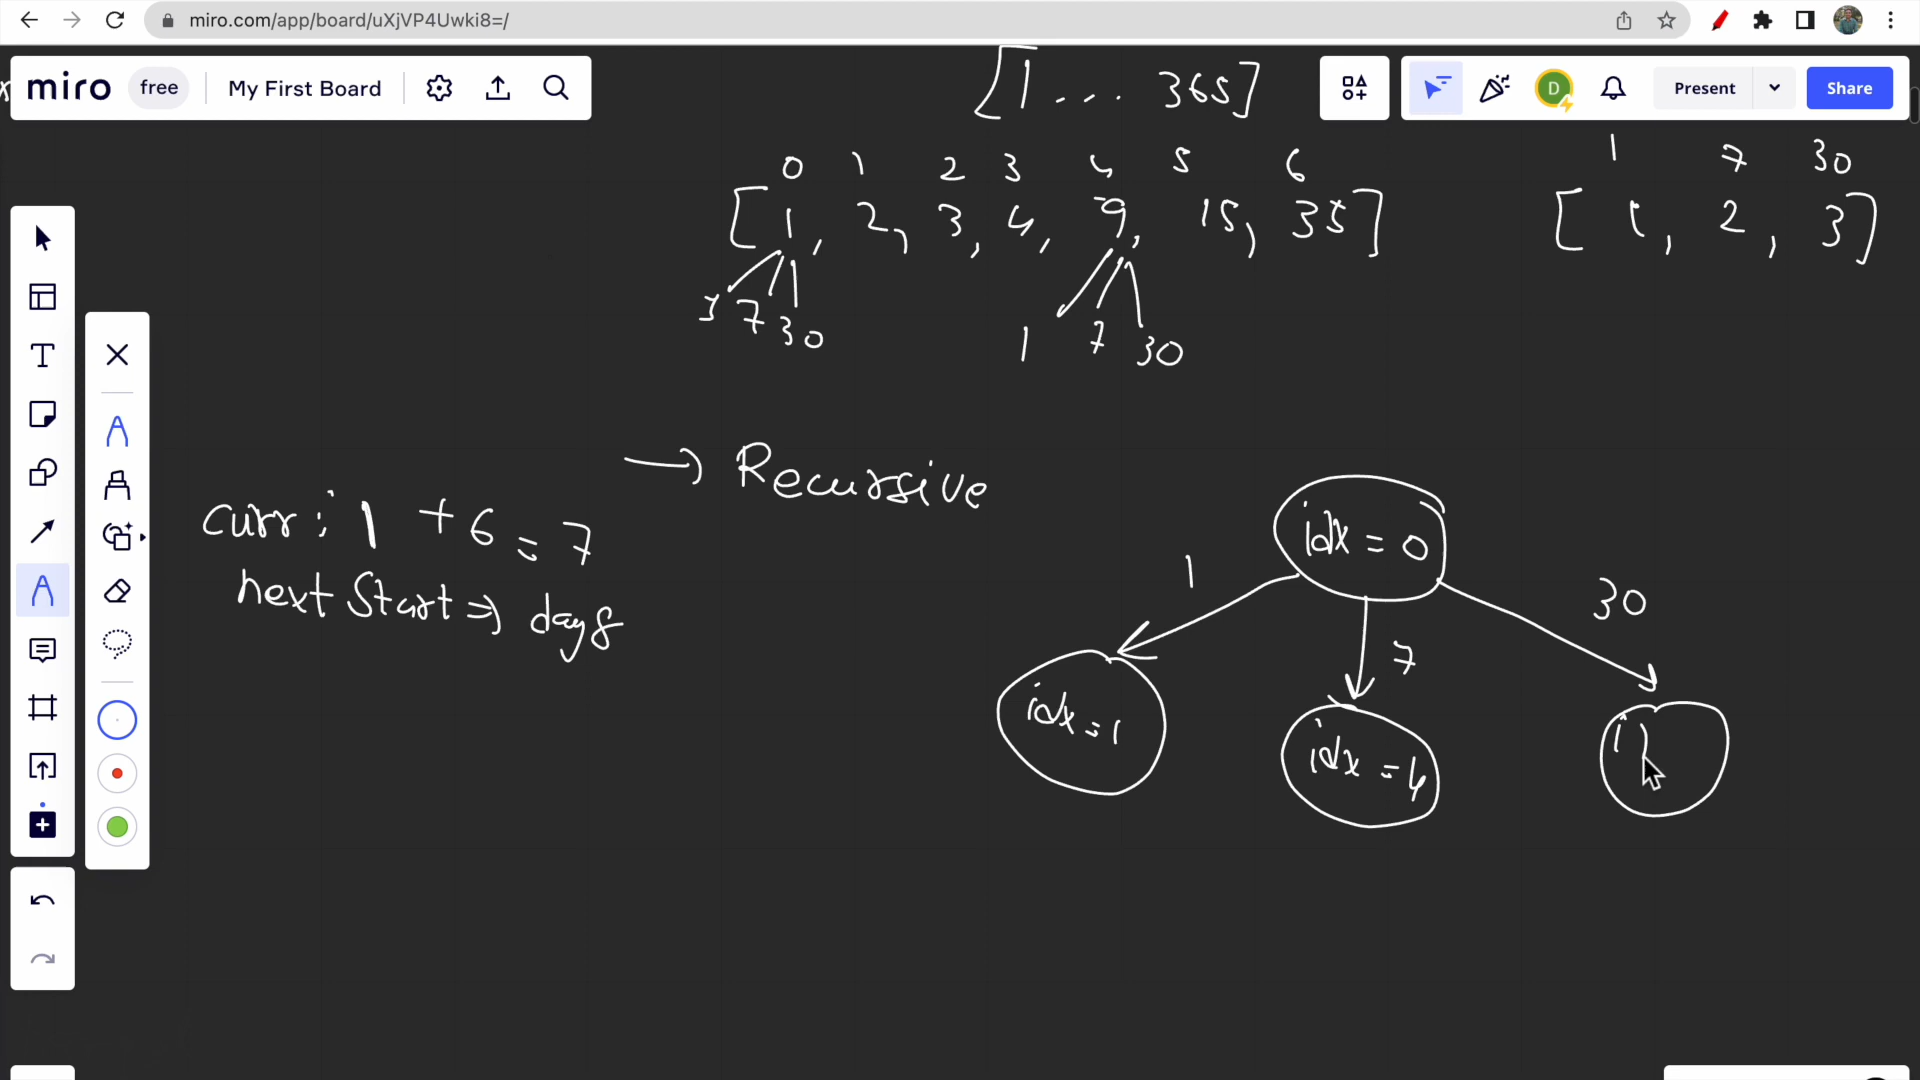 miro.com/app/board/uXjVP4Uwki8=/
miro free My First Board
[1 ... 365]
D Present Share
0 1 2 3 4 5 6
[1, 2, 3, 4, 9, 15, 35]
1 7 30
[1, 2, 3]
1 7 30
1 7 30
→ Recursive
curr: 1 + 6 = 7
next Start ⇒ days
idx = 0
1
7
30
idx = 1
idx = 4
i